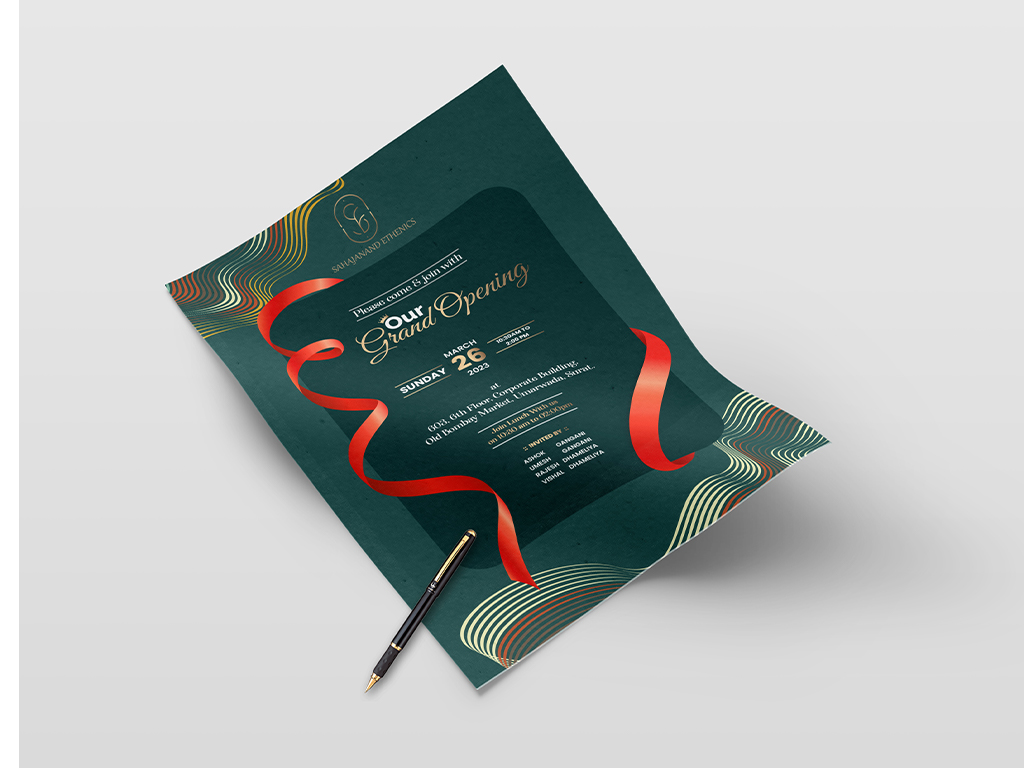 SAHAJANAND ETHENICS
Please come & join with
Our
Grand Opening
SUNDAY
MARCH
26
2023
10:30AM TO
2:00 PM
at
603, 6th Floor, Corporate Building,
Old Bombay Market, Umarwada, Surat.
Join Lunch With us
on 10:30 am to 02:00pm
:: INVITED BY ::
ASHOK GANGANI
UMESH GANGANI
RAJESH DHAMELIYA
VISHAL DHAMELIYA